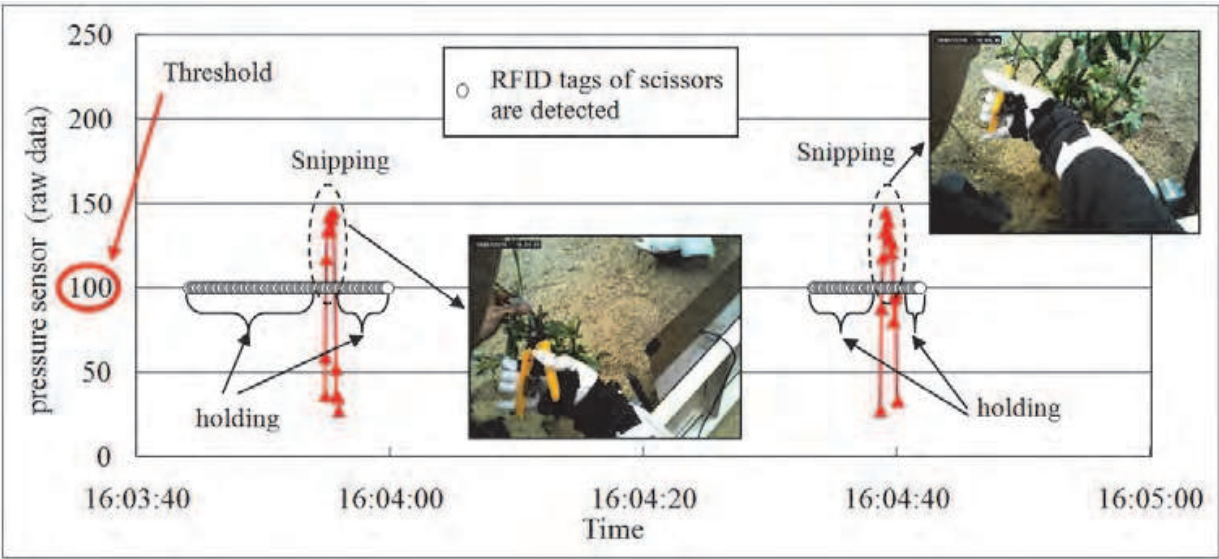 250
200
150
100
50
0
pressure sensor (raw data)
Threshold
RFID tags of scissors
are detected
Snipping
Snipping
holding
holding
16:03:40
16:04:00
16:04:20
16:04:40
16:05:00
Time